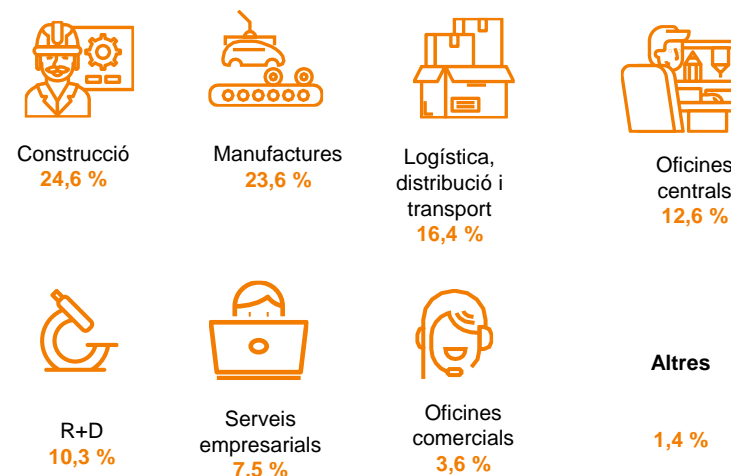 Construcció
24,6 %
Manufactures
23,6 %
Logística,
distribució i
transport
16,4 %
Oficines
centrals
12,6 %
R+D
10,3 %
Serveis
empresarials
7,5 %
Oficines
comercials
3,6 %
Altres
1,4 %